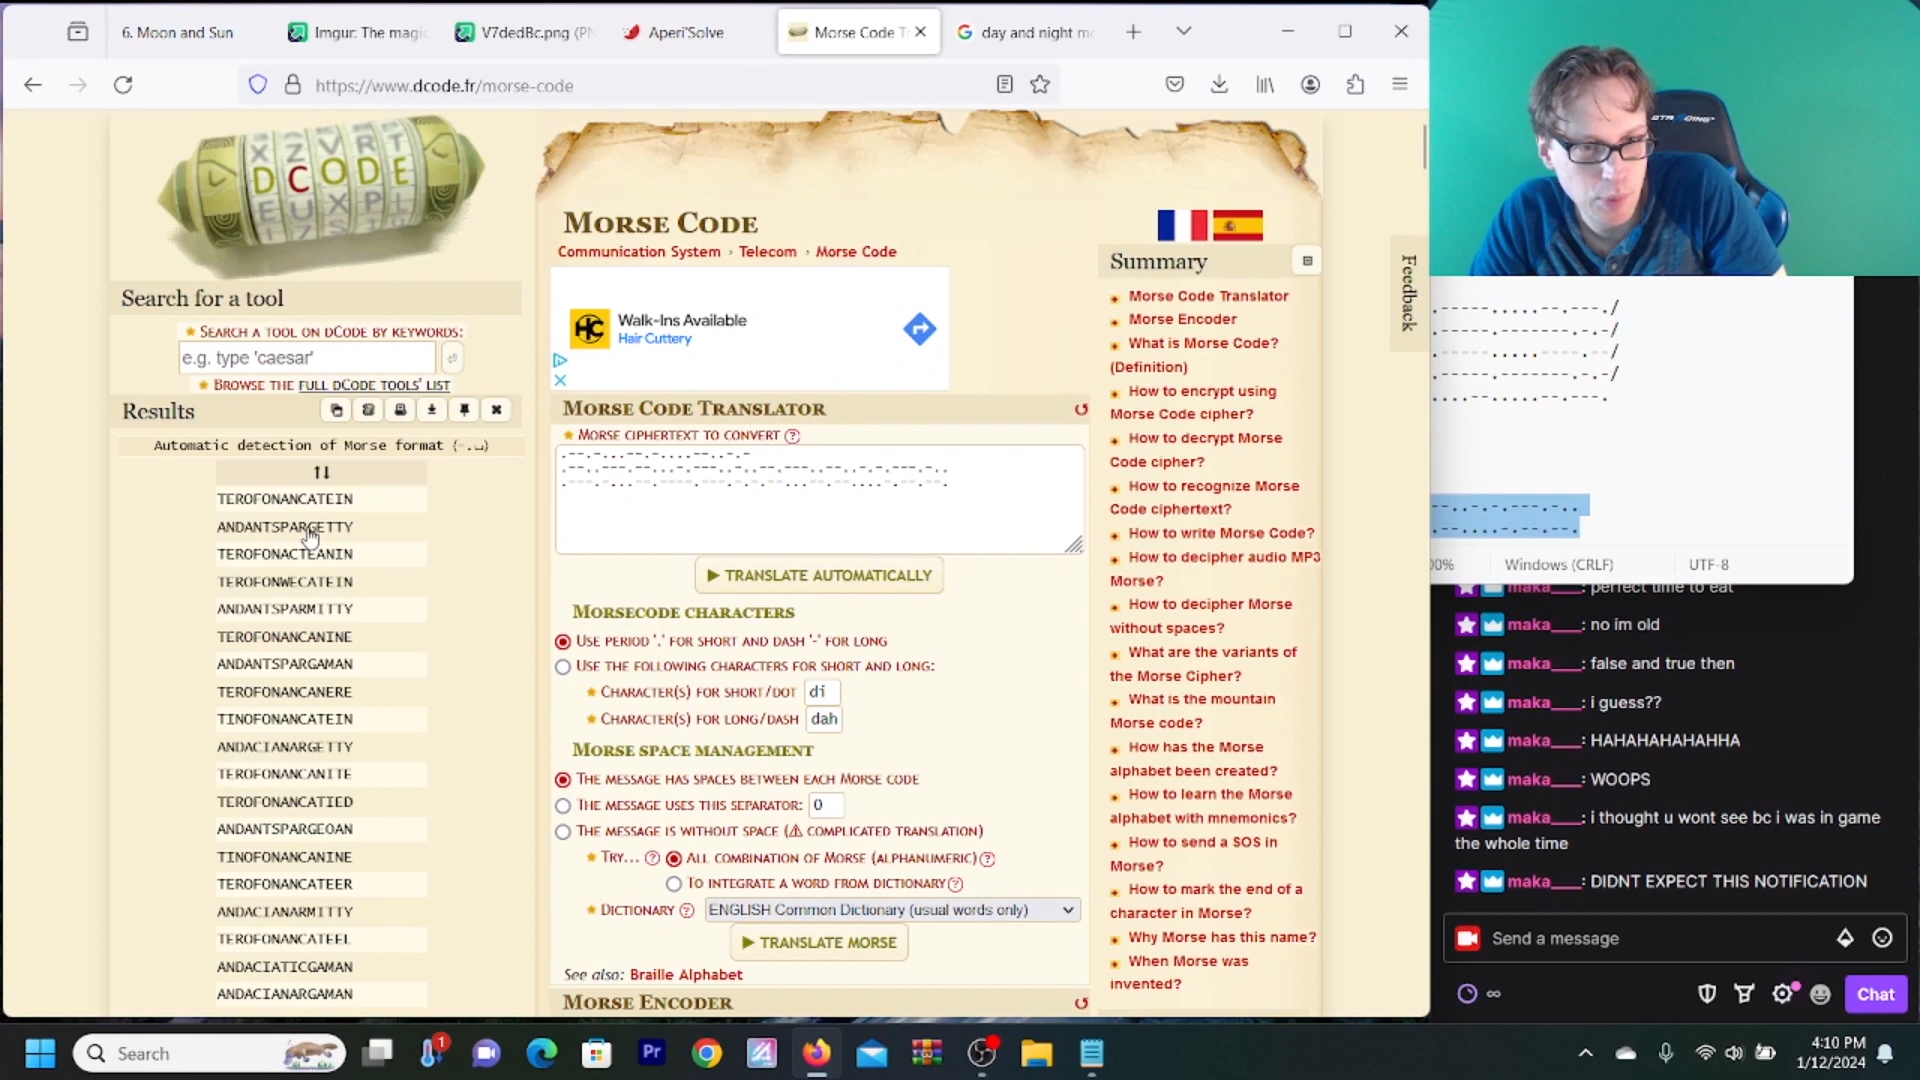 6. Moon and Sun
Imgur: The magic
V7dedBc.png (PN
Aperi'Solve
Morse Code T
day and night mo
https://www.dcode.fr/morse-code
DCODE
Search for a tool
SEARCH A TOOL ON DCODE BY KEYWORDS:
e.g. type 'caesar'
BROWSE THE FULL DCODE TOOLS' LIST
Results
Automatic detection of Morse format (-.␣)
↑↓
TEROFONANCATEIN
ANDANTSPARGETTY
TEROFONACTEANIN
TEROFONWECATEIN
ANDANTSPARMITTY
TEROFONANCANINE
ANDANTSPARGAMAN
TEROFONANCANERE
TINOFONANCATEIN
ANDACIANARGETTY
TEROFONANCANITE
TEROFONANCATIED
ANDANTSPARGEOAN
TINOFONANCANINE
TEROFONANCATEER
ANDACIANARMITTY
TEROFONANCATEEL
ANDACIATICGAMAN
ANDACIANARGAMAN
MORSE CODE
Communication System › Telecom › Morse Code
HC
Walk-Ins Available
Hair Cuttery
MORSE CODE TRANSLATOR
MORSE CIPHERTEXT TO CONVERT
TRANSLATE AUTOMATICALLY
MORSECODE CHARACTERS
USE PERIOD '.' FOR SHORT AND DASH '-' FOR LONG
USE THE FOLLOWING CHARACTERS FOR SHORT AND LONG:
CHARACTER(S) FOR SHORT/DOT di
CHARACTER(S) FOR LONG/DASH dah
MORSE SPACE MANAGEMENT
THE MESSAGE HAS SPACES BETWEEN EACH MORSE CODE
THE MESSAGE USES THIS SEPARATOR: 0
THE MESSAGE IS WITHOUT SPACE (⚠ COMPLICATED TRANSLATION)
TRY... ALL COMBINATION OF MORSE (ALPHANUMERIC)
TO INTEGRATE A WORD FROM DICTIONARY
DICTIONARY ENGLISH Common Dictionary (usual words only)
TRANSLATE MORSE
See also: Braille Alphabet
MORSE ENCODER
Summary
Morse Code Translator
Morse Encoder
What is Morse Code?
(Definition)
How to encrypt using
Morse Code cipher?
How to decrypt Morse
Code cipher?
How to recognize Morse
Code ciphertext?
How to write Morse Code?
How to decipher audio MP3
Morse?
How to decipher Morse
without spaces?
What are the variants of
the Morse Cipher?
What is the mountain
Morse code?
How has the Morse
alphabet been created?
How to learn the Morse
alphabet with mnemonics?
How to send a SOS in
Morse?
How to mark the end of a
character in Morse?
Why Morse has this name?
When Morse was
invented?
Feedback
00%
Windows (CRLF)
UTF-8
maka___: perfect time to eat
maka___: no im old
maka___: false and true then
maka___: i guess??
maka___: HAHAHAHAHAHHA
maka___: WOOPS
maka___: i thought u wont see bc i was in game
the whole time
maka___: DIDNT EXPECT THIS NOTIFICATION
Send a message
∞
Chat
Search
1
Pr
4:10 PM
1/12/2024